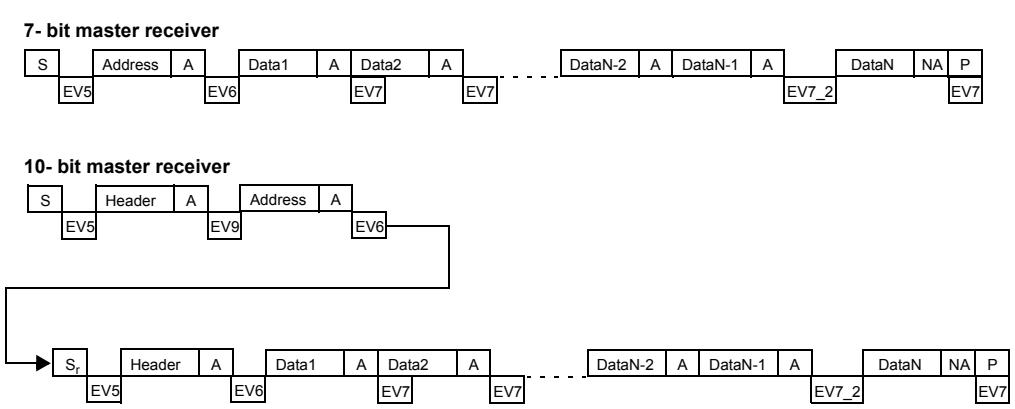 7- bit master receiver
S Address A Data1 A Data2 A DataN-2 A DataN-1 A DataN NA P
EV5 EV6 EV7 EV7 EV7_2 EV7
10- bit master receiver
S Header A Address A
EV5 EV9 EV6
Sr Header A Data1 A Data2 A DataN-2 A DataN-1 A DataN NA P
EV5 EV6 EV7 EV7 EV7_2 EV7